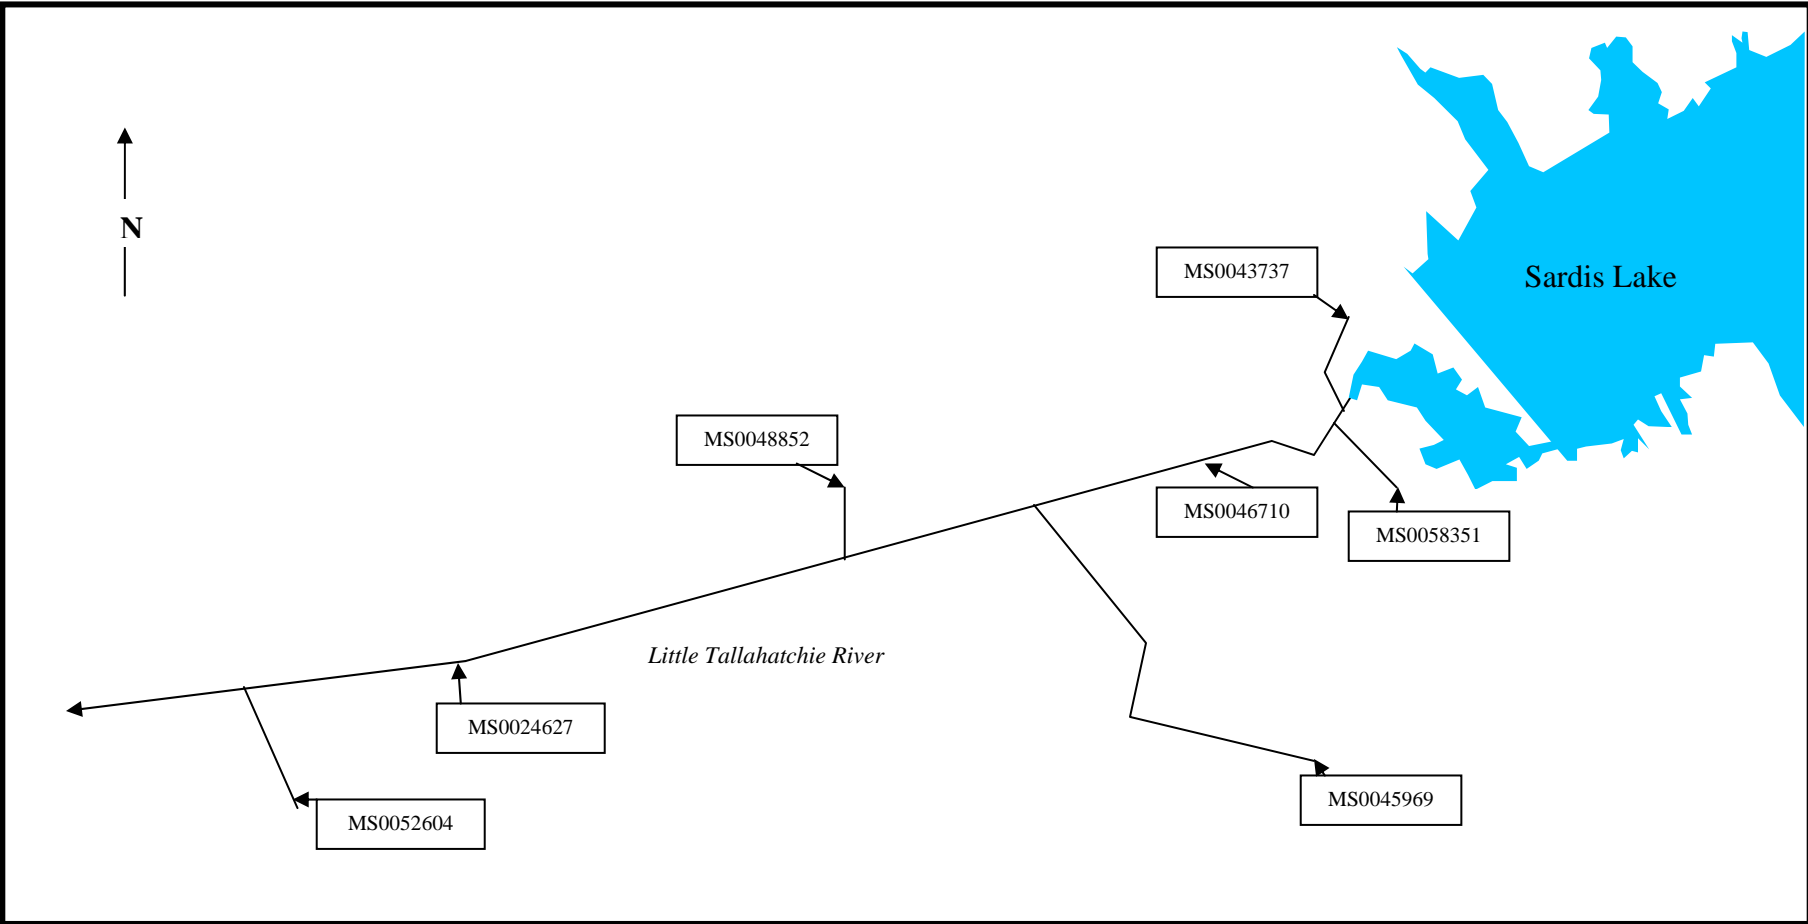 N
MS0043737
Sardis Lake
MS0048852
MS0046710
MS0058351
Little Tallahatchie River
MS0024627
MS0045969
MS0052604